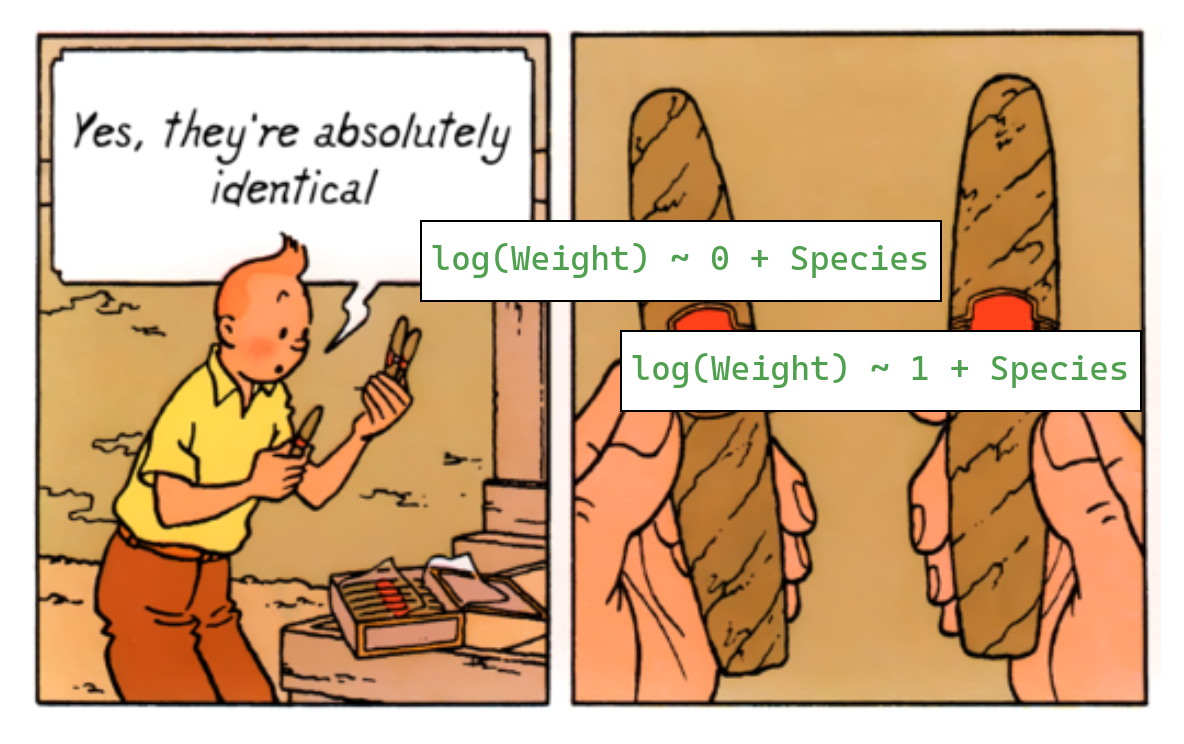 Yes, they're absolutely
identical
log(Weight) ~ 0 + Species
log(Weight) ~ 1 + Species